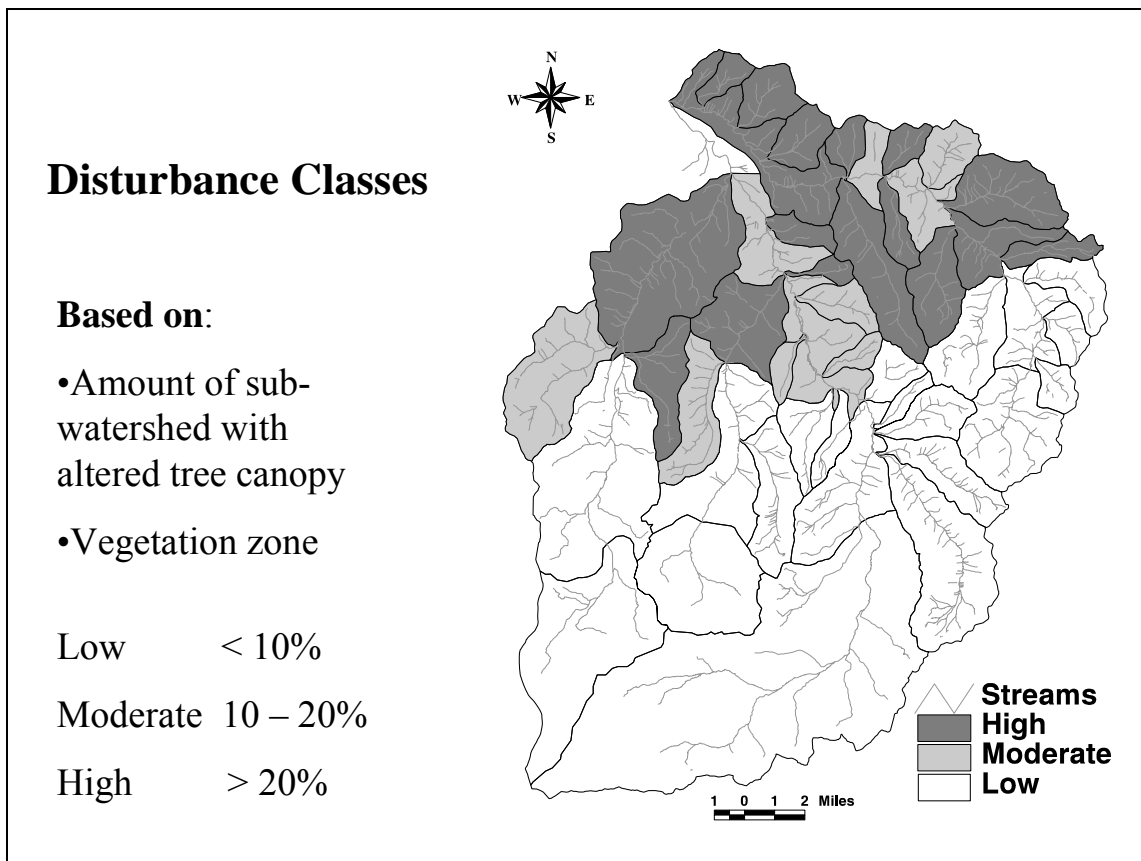 Disturbance Classes
Based on:
•Amount of sub-
watershed with
altered tree canopy
•Vegetation zone
Low < 10%
Moderate 10 – 20%
High > 20%
N
W E
S
Streams
High
Moderate
Low
1 0 1 2 Miles